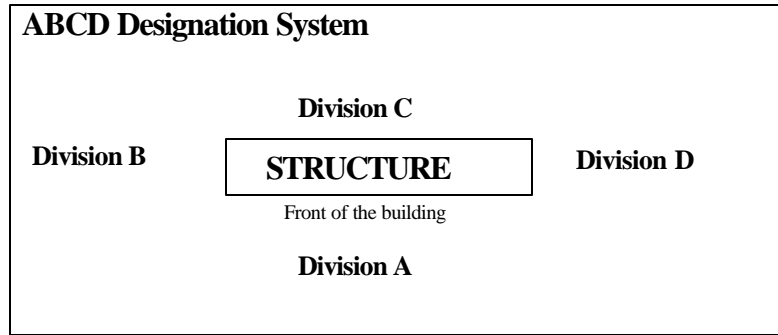 ABCD Designation System
Division C
Division B
STRUCTURE
Division D
Front of the building
Division A